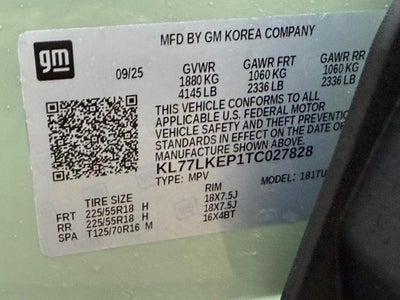 gm
MFD BY GM KOREA COMPANY
09/25 GVWR GAWR FRT GAWR RR
1880 KG 1060 KG 1060 KG
4145 LB 2336 LB 2336 LB
THIS VEHICLE CONFORMS TO ALL
APPLICABLE U.S. FEDERAL MOTOR
VEHICLE SAFETY AND THEFT PREVENTION
STANDARDS IN EFFECT ON THE DATE OF
MANUFACTURE SHOWN ABOVE.
KL77LKEP1TC027828
TYPE: MPV MODEL: 181TU
TIRE SIZE RIM
FRT 225/55R18 H 18X7.5J
RR 225/55R18 H 18X7.5J
SPA T125/70R16 M 16X4BT